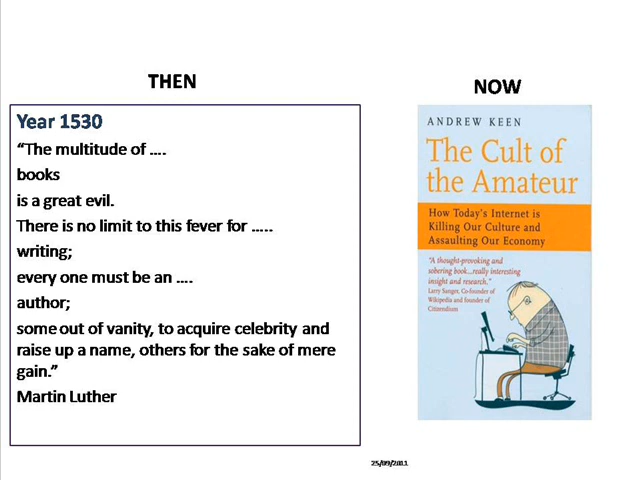 THEN
Year 1530
“The multitude of ....
books
is a great evil.
There is no limit to this fever for .....
writing;
every one must be an ....
author;
some out of vanity, to acquire celebrity and
raise up a name, others for the sake of mere
gain.”
Martin Luther
NOW
ANDREW KEEN
The Cult of
the Amateur
How Today's Internet is
Killing Our Culture and
Assaulting Our Economy
"A thought-provoking and
sobering book...really interesting
insight and research."
Larry Sanger, Co-founder of
Wikipedia and founder of
Citizendium
25/09/2011